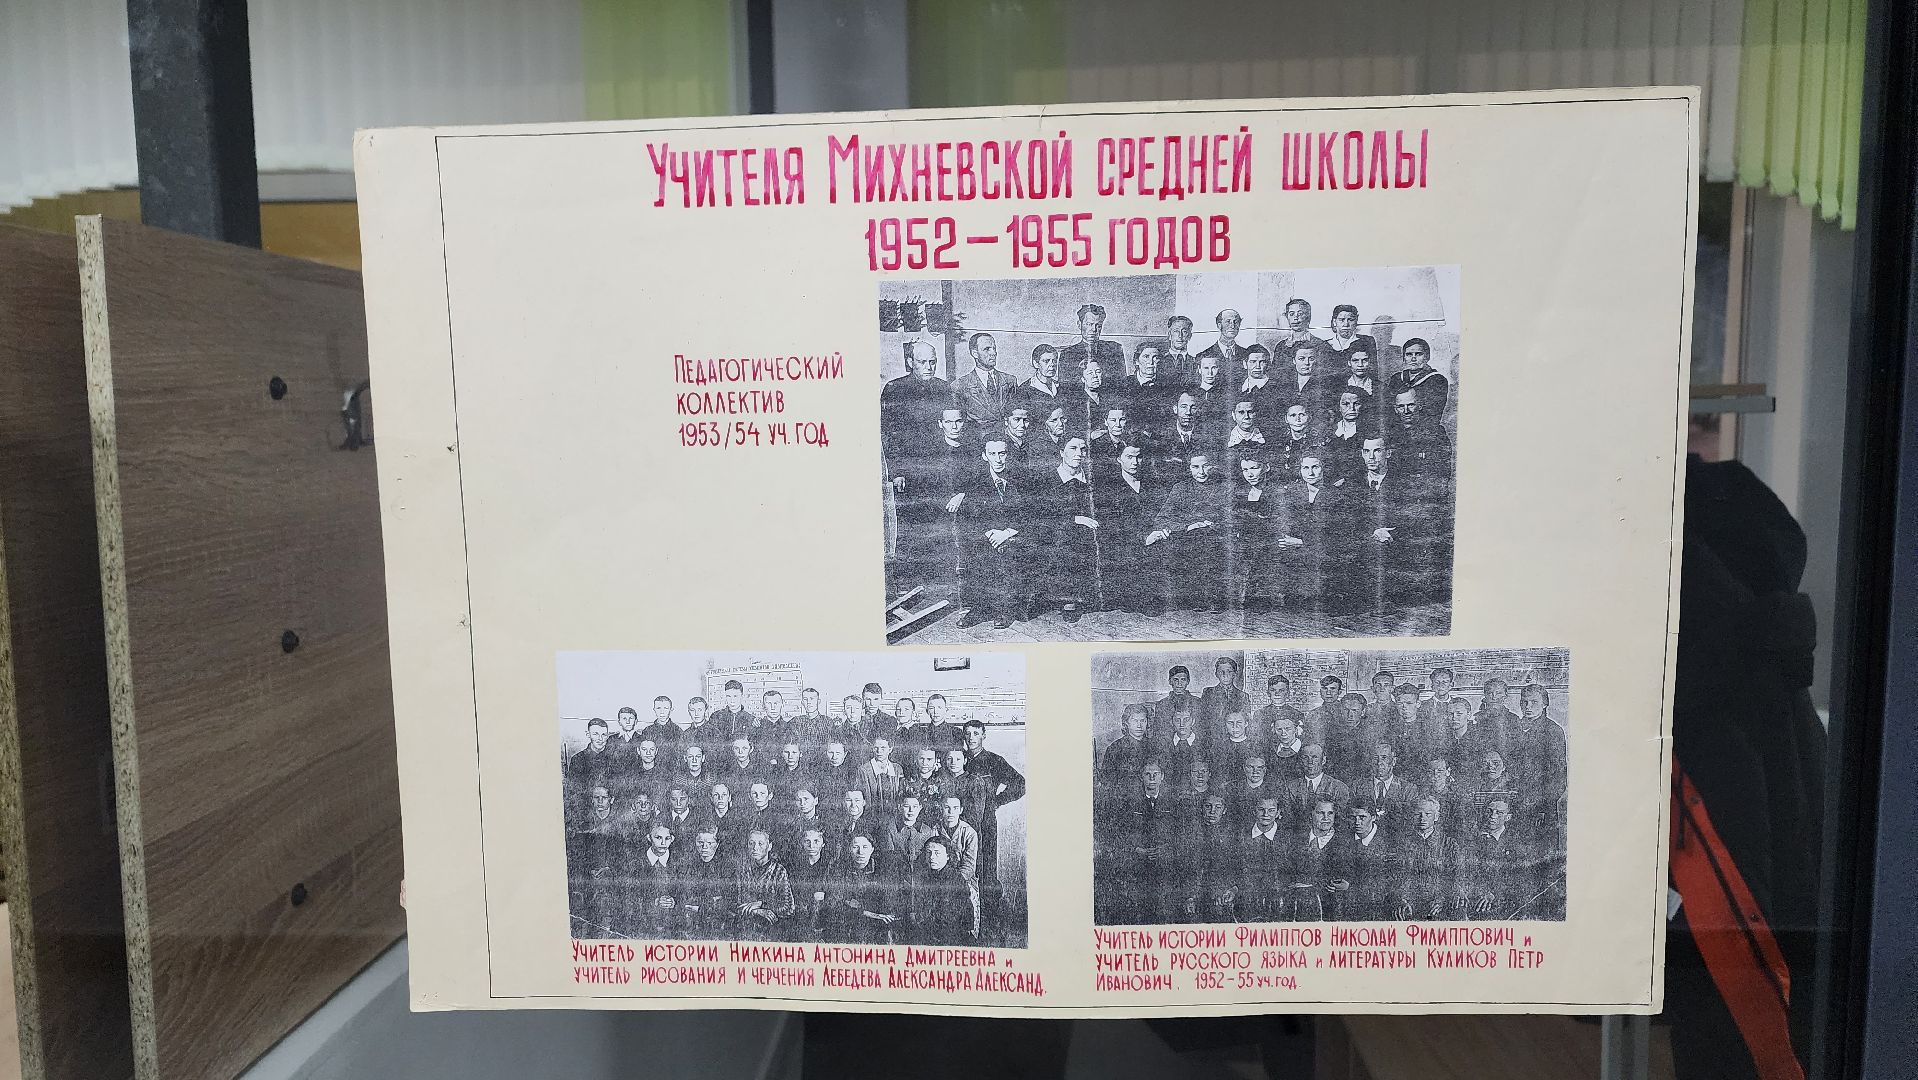 Учителя Михневской средней школы
1952–1955 годов
Педагогический
коллектив
1953/54 уч. год
Учитель истории Нилкина Антонина Дмитреевна и
учитель рисования и черчения Лебедева Александра Александ.
Учитель истории Филиппов Николай Филиппович и
учитель русского языка и литературы Куликов Петр
Иванович. 1952-55 уч. год.